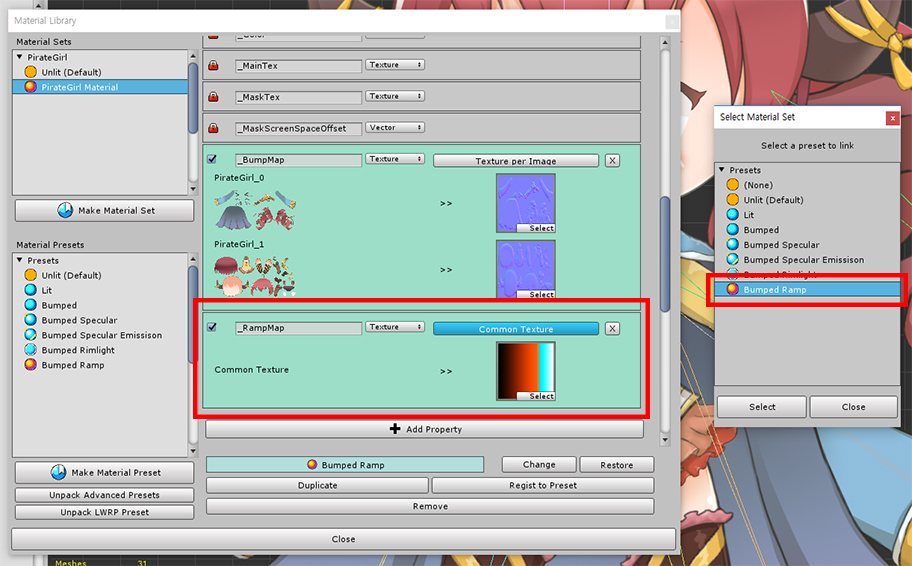 Material Library
Material Sets
PirateGirl
Unlit (Default)
PirateGirl Material
Make Material Set
Material Presets
Presets
Unlit (Default)
Lit
Bumped
Bumped Specular
Bumped Specular Emissison
Bumped Rimlight
Bumped Ramp
Make Material Preset
Unpack Advanced Presets
Unpack LWRP Preset
_Color
_MainTex Texture
_MaskTex Texture
_MaskScreenSpaceOffset Vector
_BumpMap Texture Texture per Image X
PirateGirl_0
>>
Select
PirateGirl_1
>>
Select
_RampMap Texture Common Texture X
Common Texture >>
Select
Add Property
Bumped Ramp Change Restore
Duplicate Regist to Preset
Remove
Close
Select Material Set x
Select a preset to link
Presets
(None)
Unlit (Default)
Lit
Bumped
Bumped Specular
Bumped Specular Emissison
Bumped Rimlight
Bumped Ramp
Select Close
Meshes 31